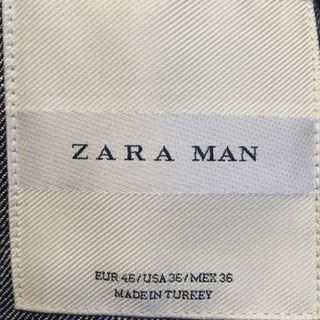 ZARA MAN
EUR 46/USA 36/MEX 36
MADE IN TURKEY